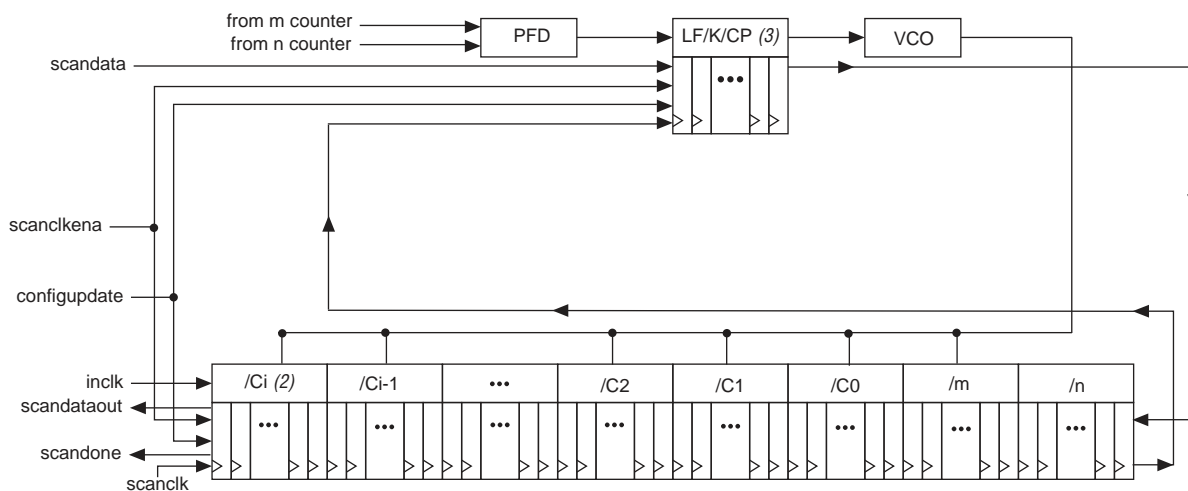 from m counter
from n counter
PFD
LF/K/CP (3)
VCO
scandata
•••
scanclkena
configupdate
inclk
/Ci (2)
/Ci-1
•••
/C2
/C1
/C0
/m
/n
scandataout
••• ••• ••• ••• ••• ••• ••• •••
scandone
scanclk